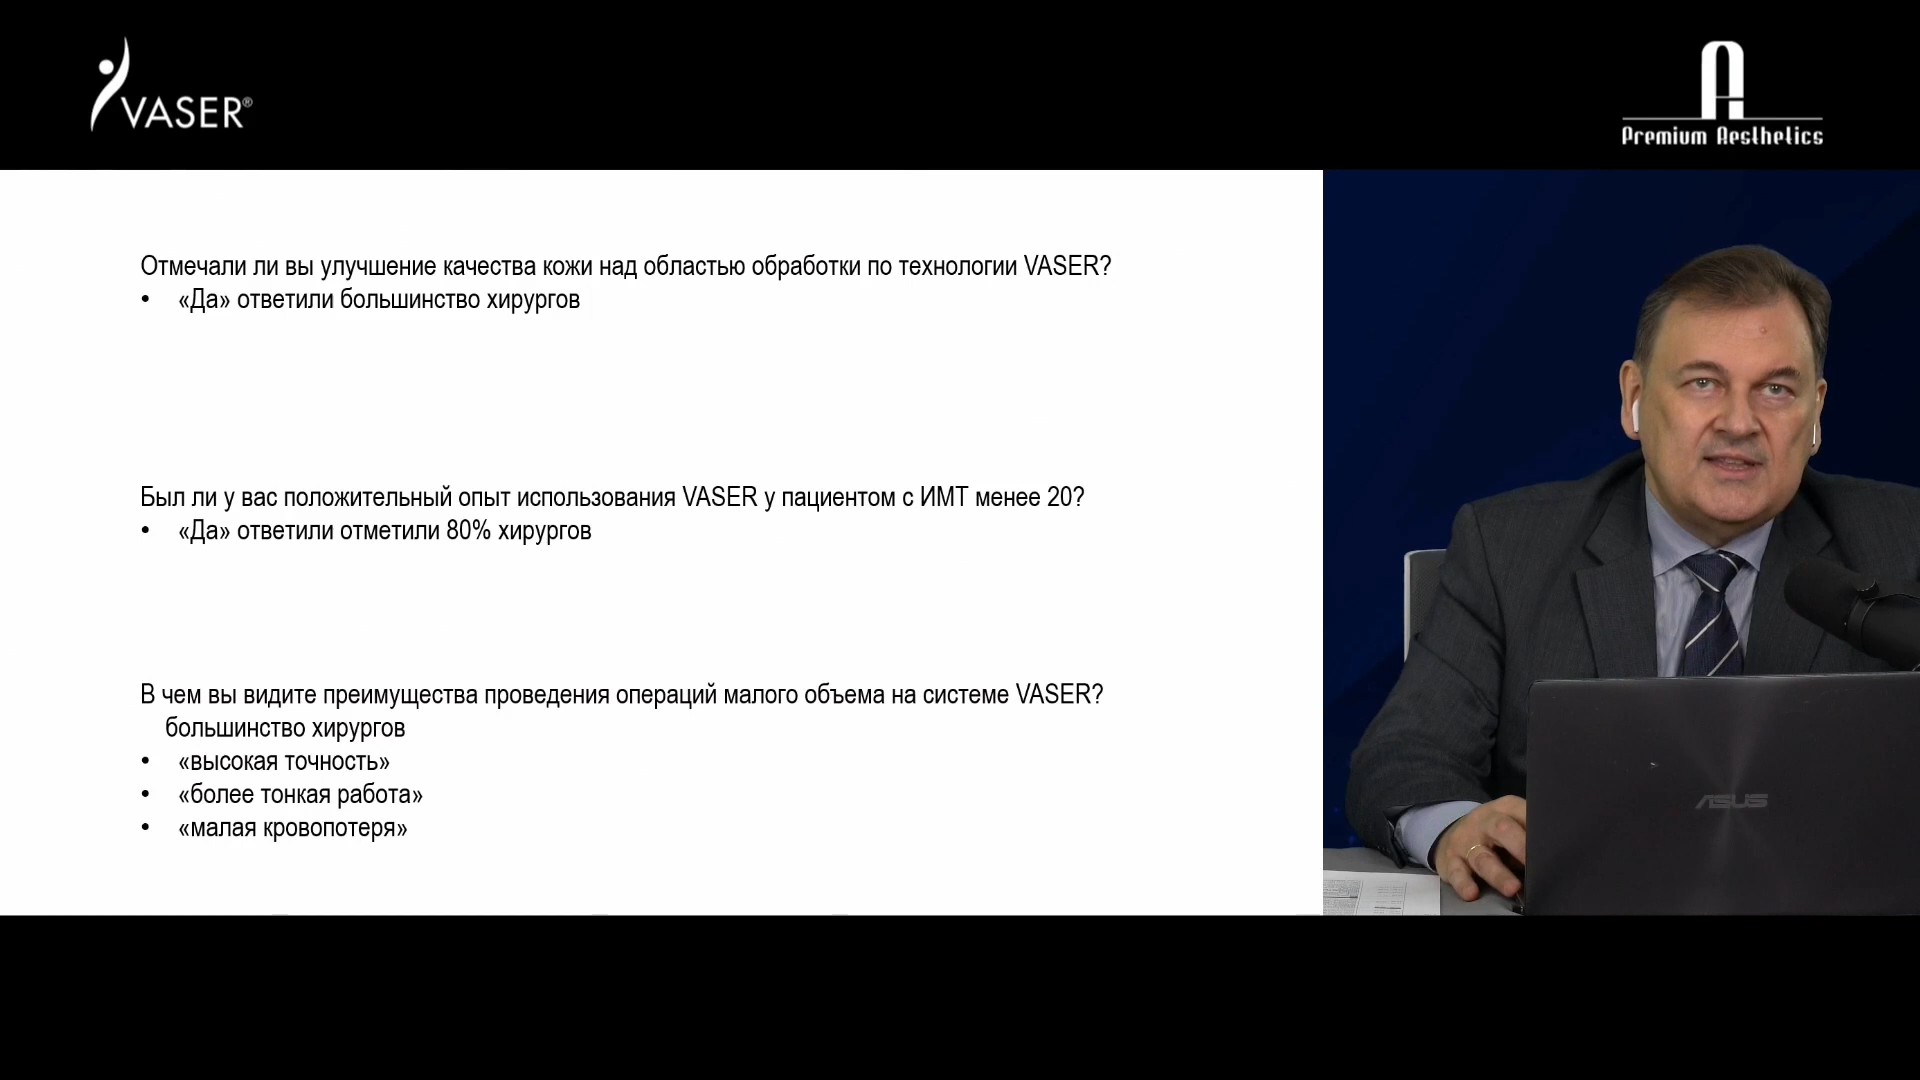 VASER®
Premium Aesthetics
Отмечали ли вы улучшение качества кожи над областью обработки по технологии VASER?
• «Да» ответили большинство хирургов
Был ли у вас положительный опыт использования VASER у пациентом с ИМТ менее 20?
• «Да» ответили отметили 80% хирургов
В чем вы видите преимущества проведения операций малого объема на системе VASER?
большинство хирургов
• «высокая точность»
• «более тонкая работа»
• «малая кровопотеря»
ASUS